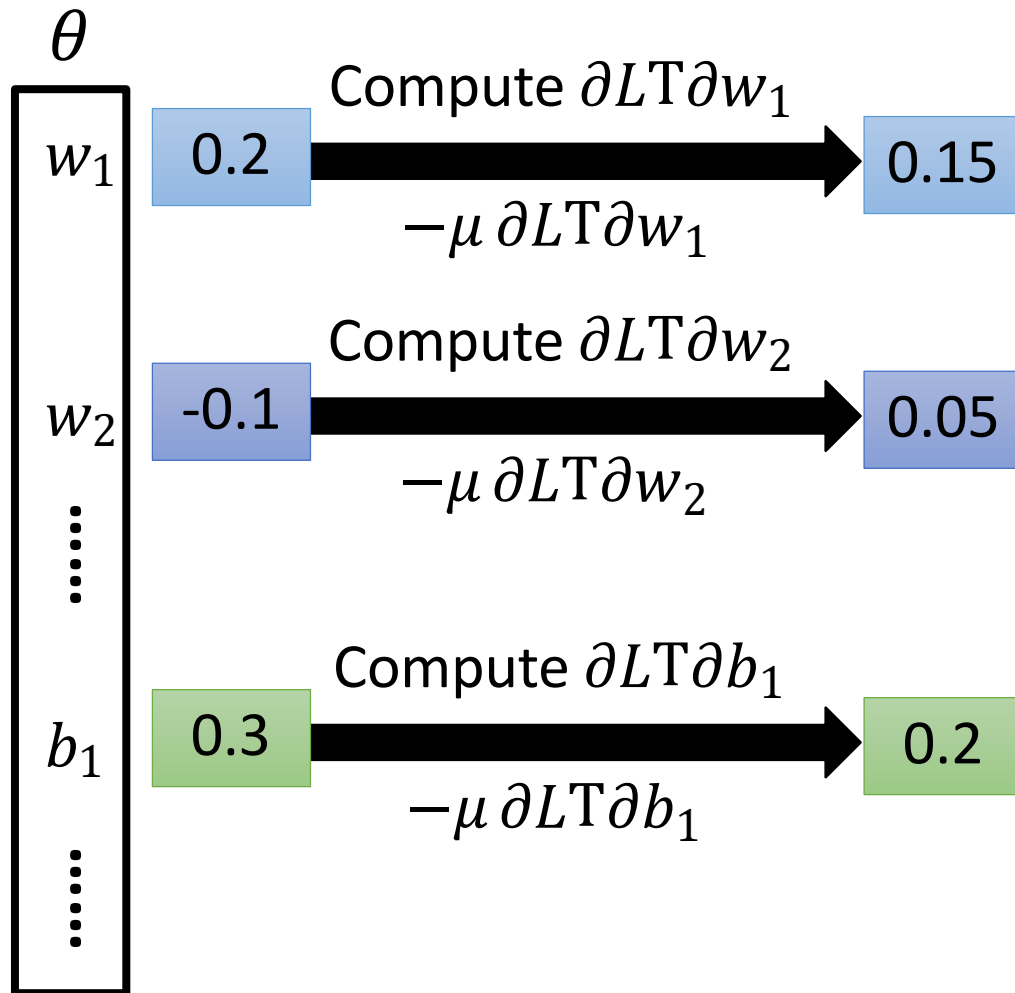 θ
Compute ∂LT∂w₁
w₁ 0.2 0.15
−μ ∂LT∂w₁
Compute ∂LT∂w₂
w₂ -0.1 0.05
−μ ∂LT∂w₂
......
Compute ∂LT∂b₁
b₁ 0.3 0.2
−μ ∂LT∂b₁
......